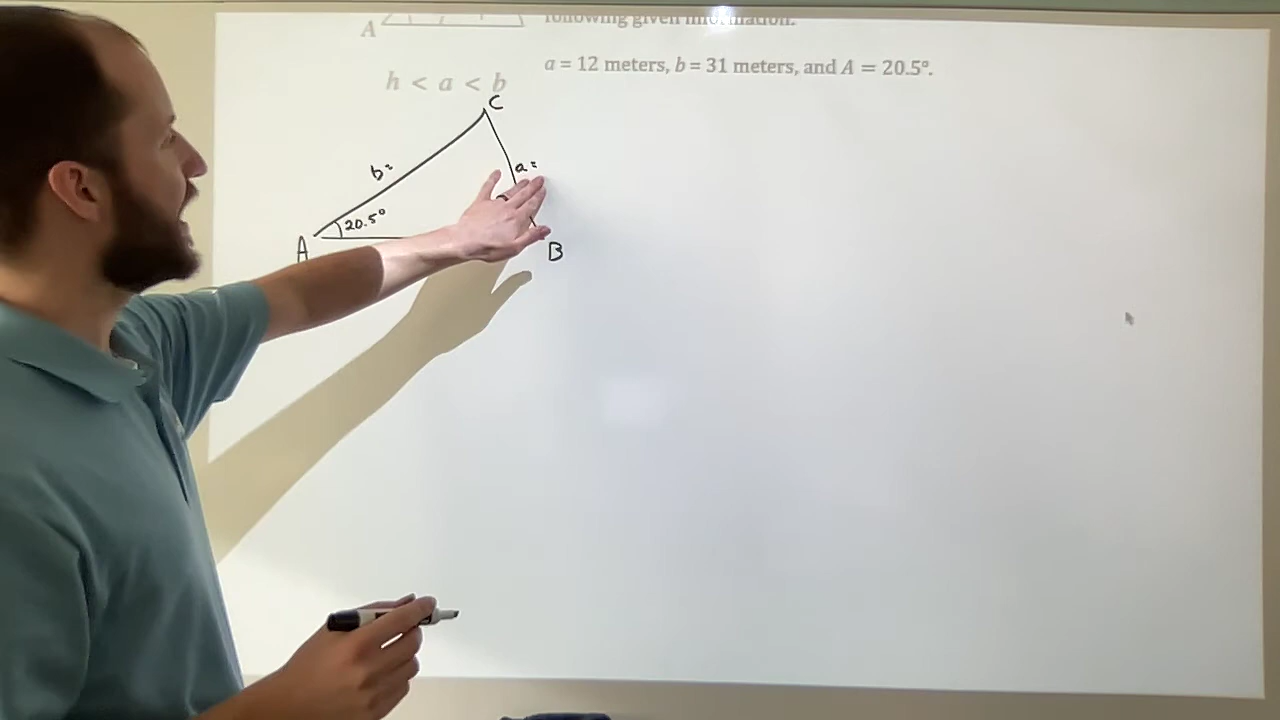 A following given information.
a = 12 meters, b = 31 meters, and A = 20.5°.
h < a < b
C
b=
a=
20.5°
A
B